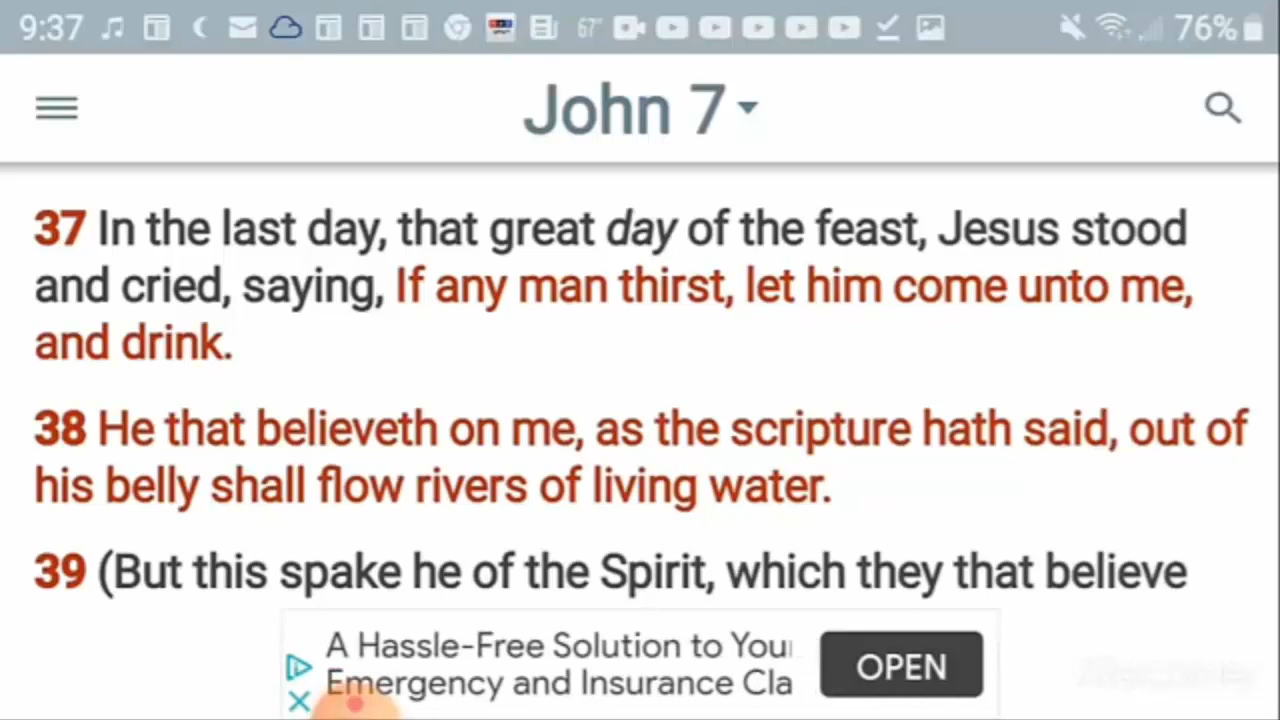 9:37 67° 76%
John 7
37 In the last day, that great day of the feast, Jesus stood
and cried, saying, If any man thirst, let him come unto me,
and drink.
38 He that believeth on me, as the scripture hath said, out of
his belly shall flow rivers of living water.
39 (But this spake he of the Spirit, which they that believe
A Hassle-Free Solution to Your
Emergency and Insurance Cla
OPEN